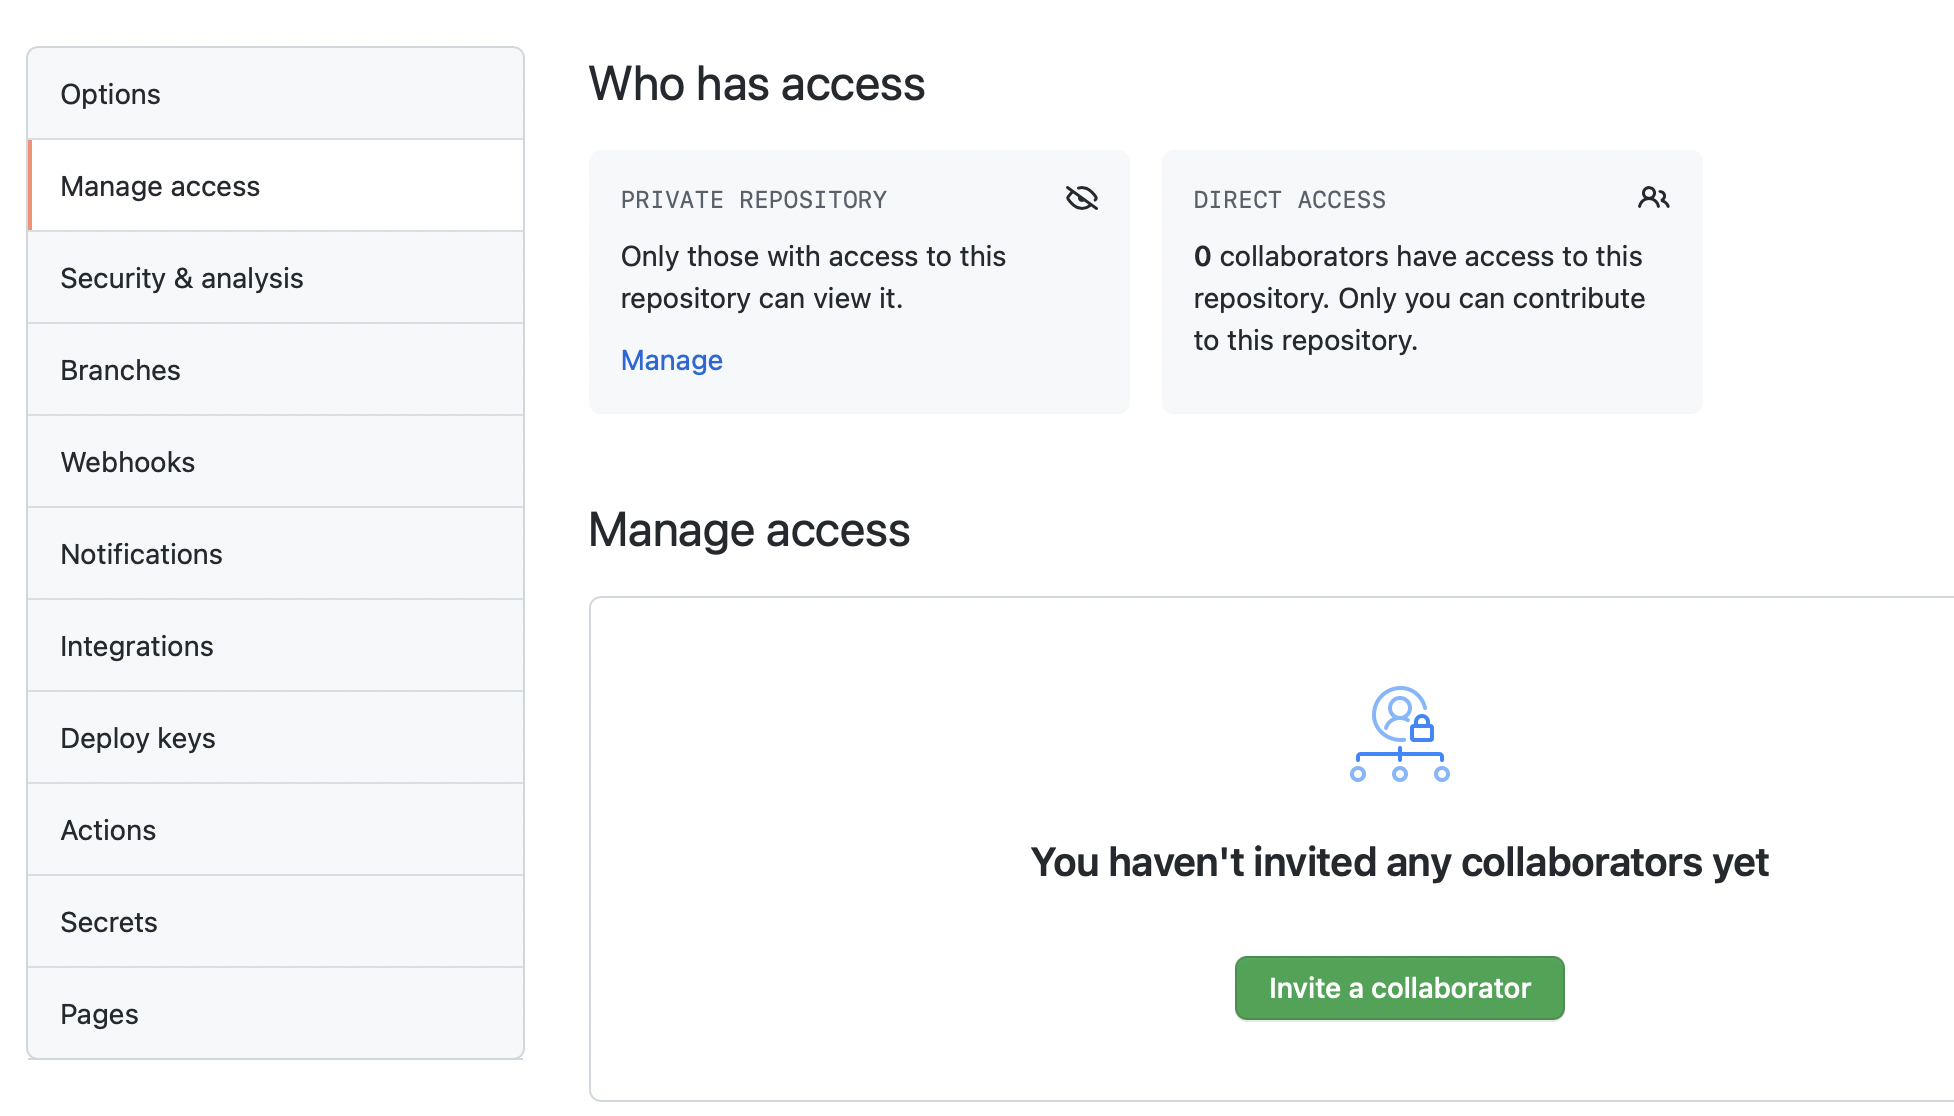 Options
Manage access
Security & analysis
Branches
Webhooks
Notifications
Integrations
Deploy keys
Actions
Secrets
Pages
Who has access
PRIVATE REPOSITORY
Only those with access to this
repository can view it.
Manage
DIRECT ACCESS
0 collaborators have access to this
repository. Only you can contribute
to this repository.
Manage access
You haven't invited any collaborators yet
Invite a collaborator